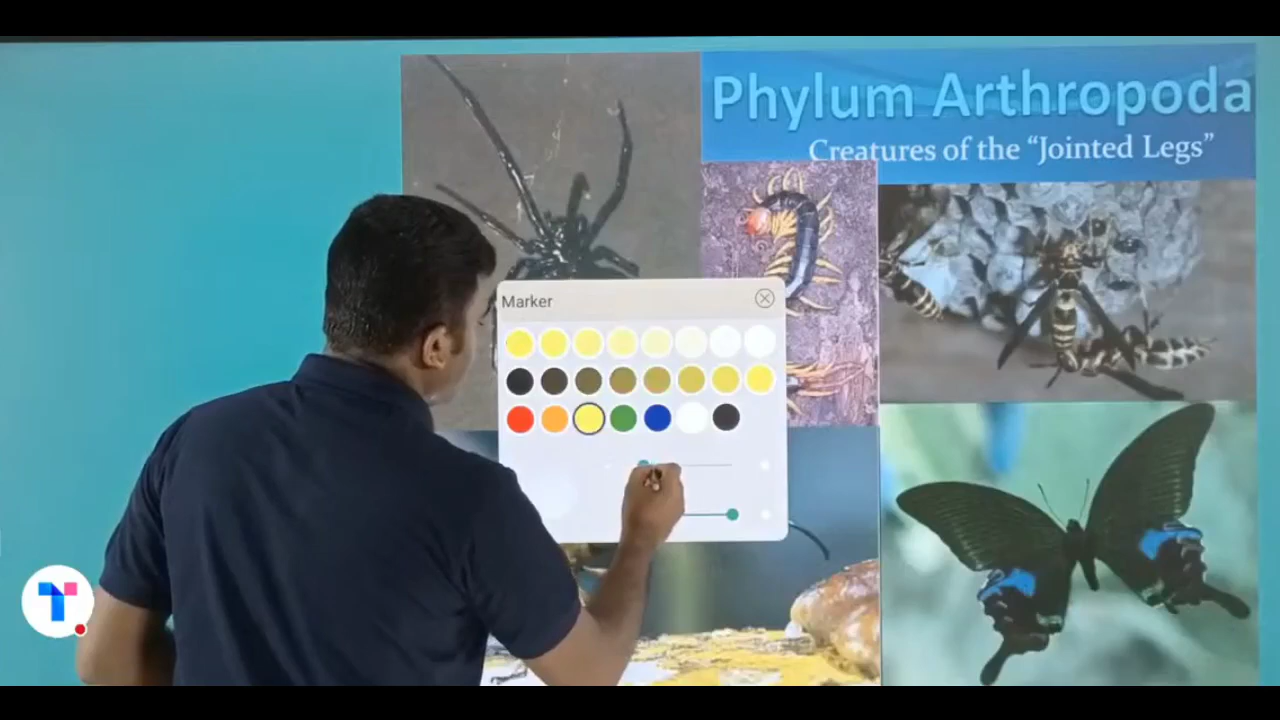 Phylum Arthropoda
Creatures of the “Jointed Legs”
Marker